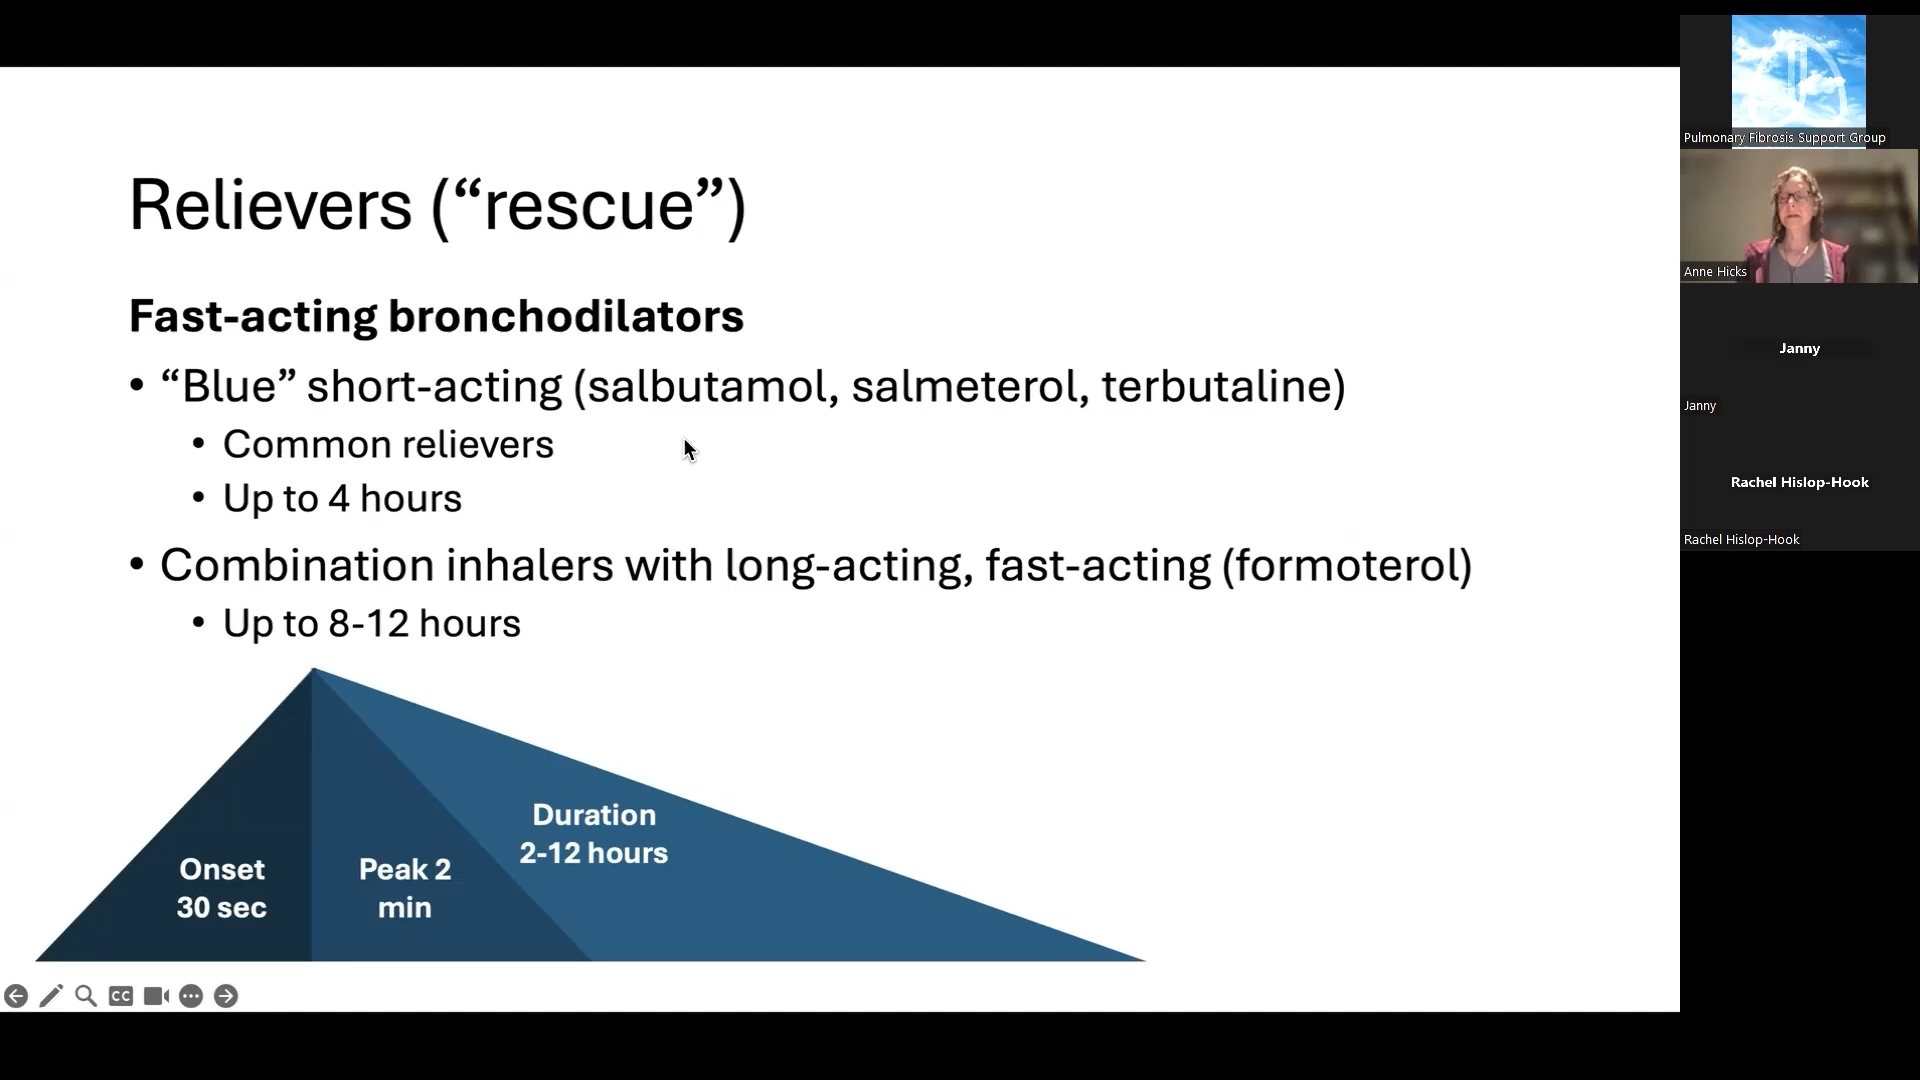 Relievers (“rescue”)
Fast-acting bronchodilators
• “Blue” short-acting (salbutamol, salmeterol, terbutaline)
• Common relievers
• Up to 4 hours
• Combination inhalers with long-acting, fast-acting (formoterol)
• Up to 8-12 hours
Onset
30 sec
Peak 2
min
Duration
2-12 hours
CC
Pulmonary Fibrosis Support Group
Anne Hicks
Janny
Janny
Rachel Hislop-Hook
Rachel Hislop-Hook